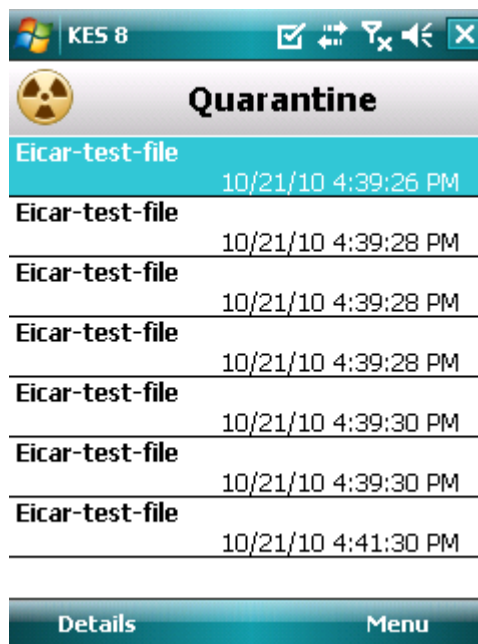 KES 8
Quarantine
Eicar-test-file
10/21/10 4:39:26 PM
Eicar-test-file
10/21/10 4:39:28 PM
Eicar-test-file
10/21/10 4:39:28 PM
Eicar-test-file
10/21/10 4:39:28 PM
Eicar-test-file
10/21/10 4:39:30 PM
Eicar-test-file
10/21/10 4:39:30 PM
Eicar-test-file
10/21/10 4:41:30 PM
Details Menu